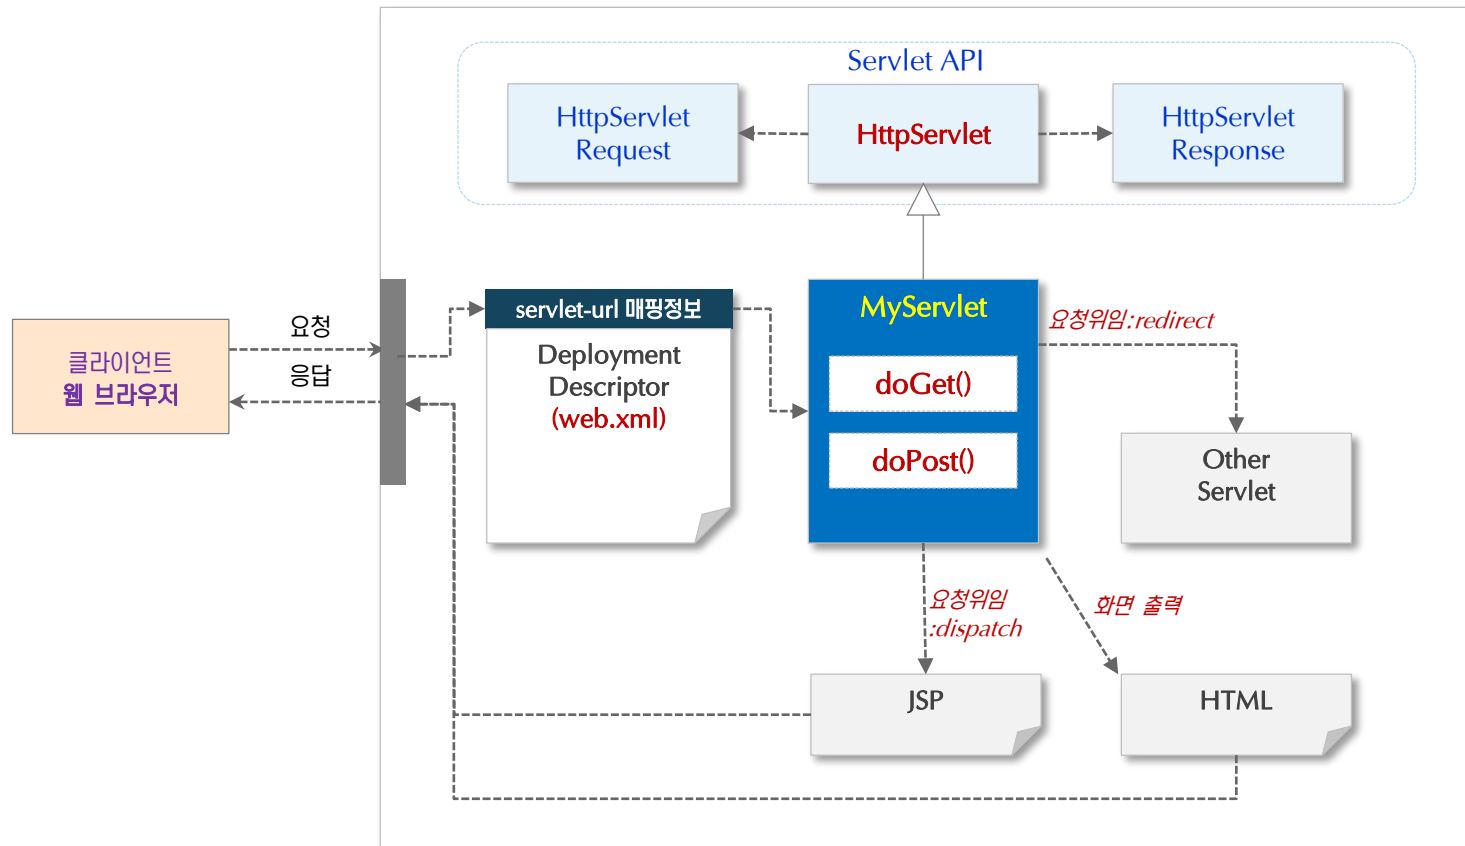 Servlet API
HttpServlet
Request
HttpServlet
HttpServlet
Response
클라이언트
웹 브라우저
요청
응답
servlet-url 매핑정보
Deployment
Descriptor
(web.xml)
MyServlet
doGet()
doPost()
요청위임:redirect
Other
Servlet
요청위임
:dispatch
화면 출력
JSP
HTML